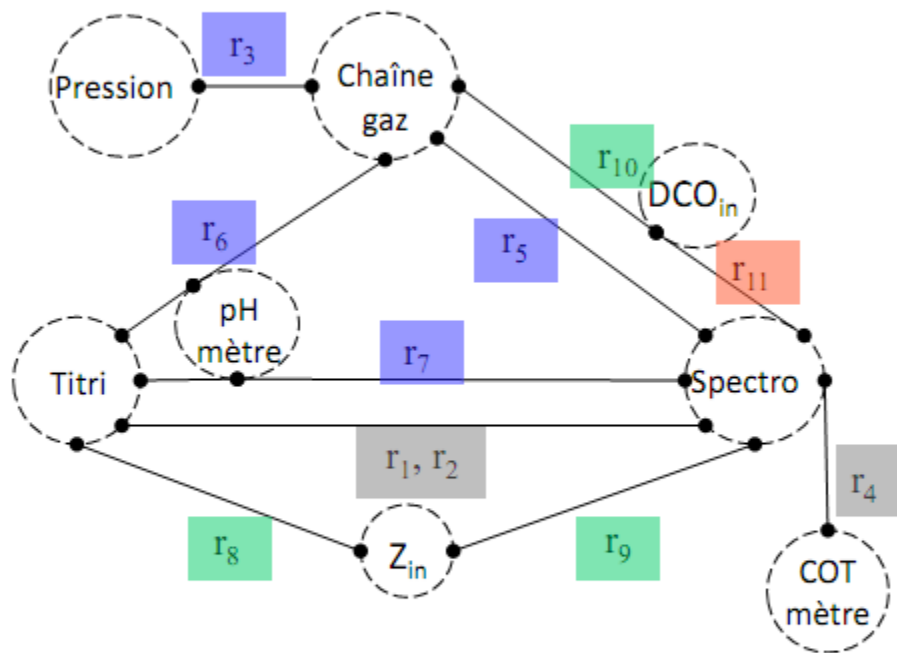 r₃
Pression
Chaîne
gaz
r₁₀
DCOᵢₙ
r₆
r₅
r₁₁
pH
mètre
Titri
r₇
Spectro
r₁, r₂
r₄
r₈
Zᵢₙ
r₉
COT
mètre